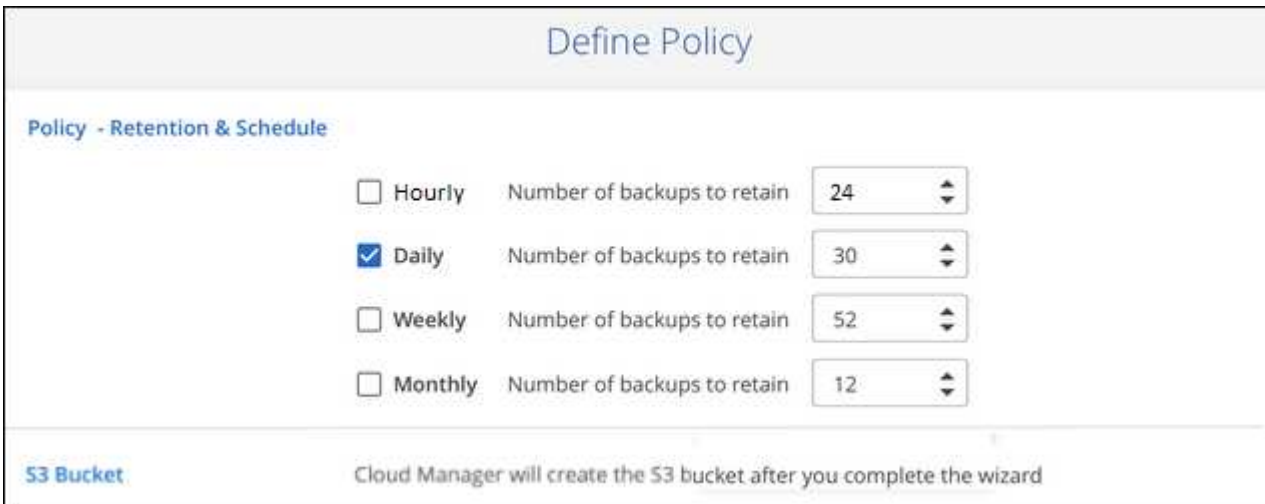 Define Policy
Policy - Retention & Schedule
Hourly Number of backups to retain 24
Daily Number of backups to retain 30
Weekly Number of backups to retain 52
Monthly Number of backups to retain 12
S3 Bucket Cloud Manager will create the S3 bucket after you complete the wizard